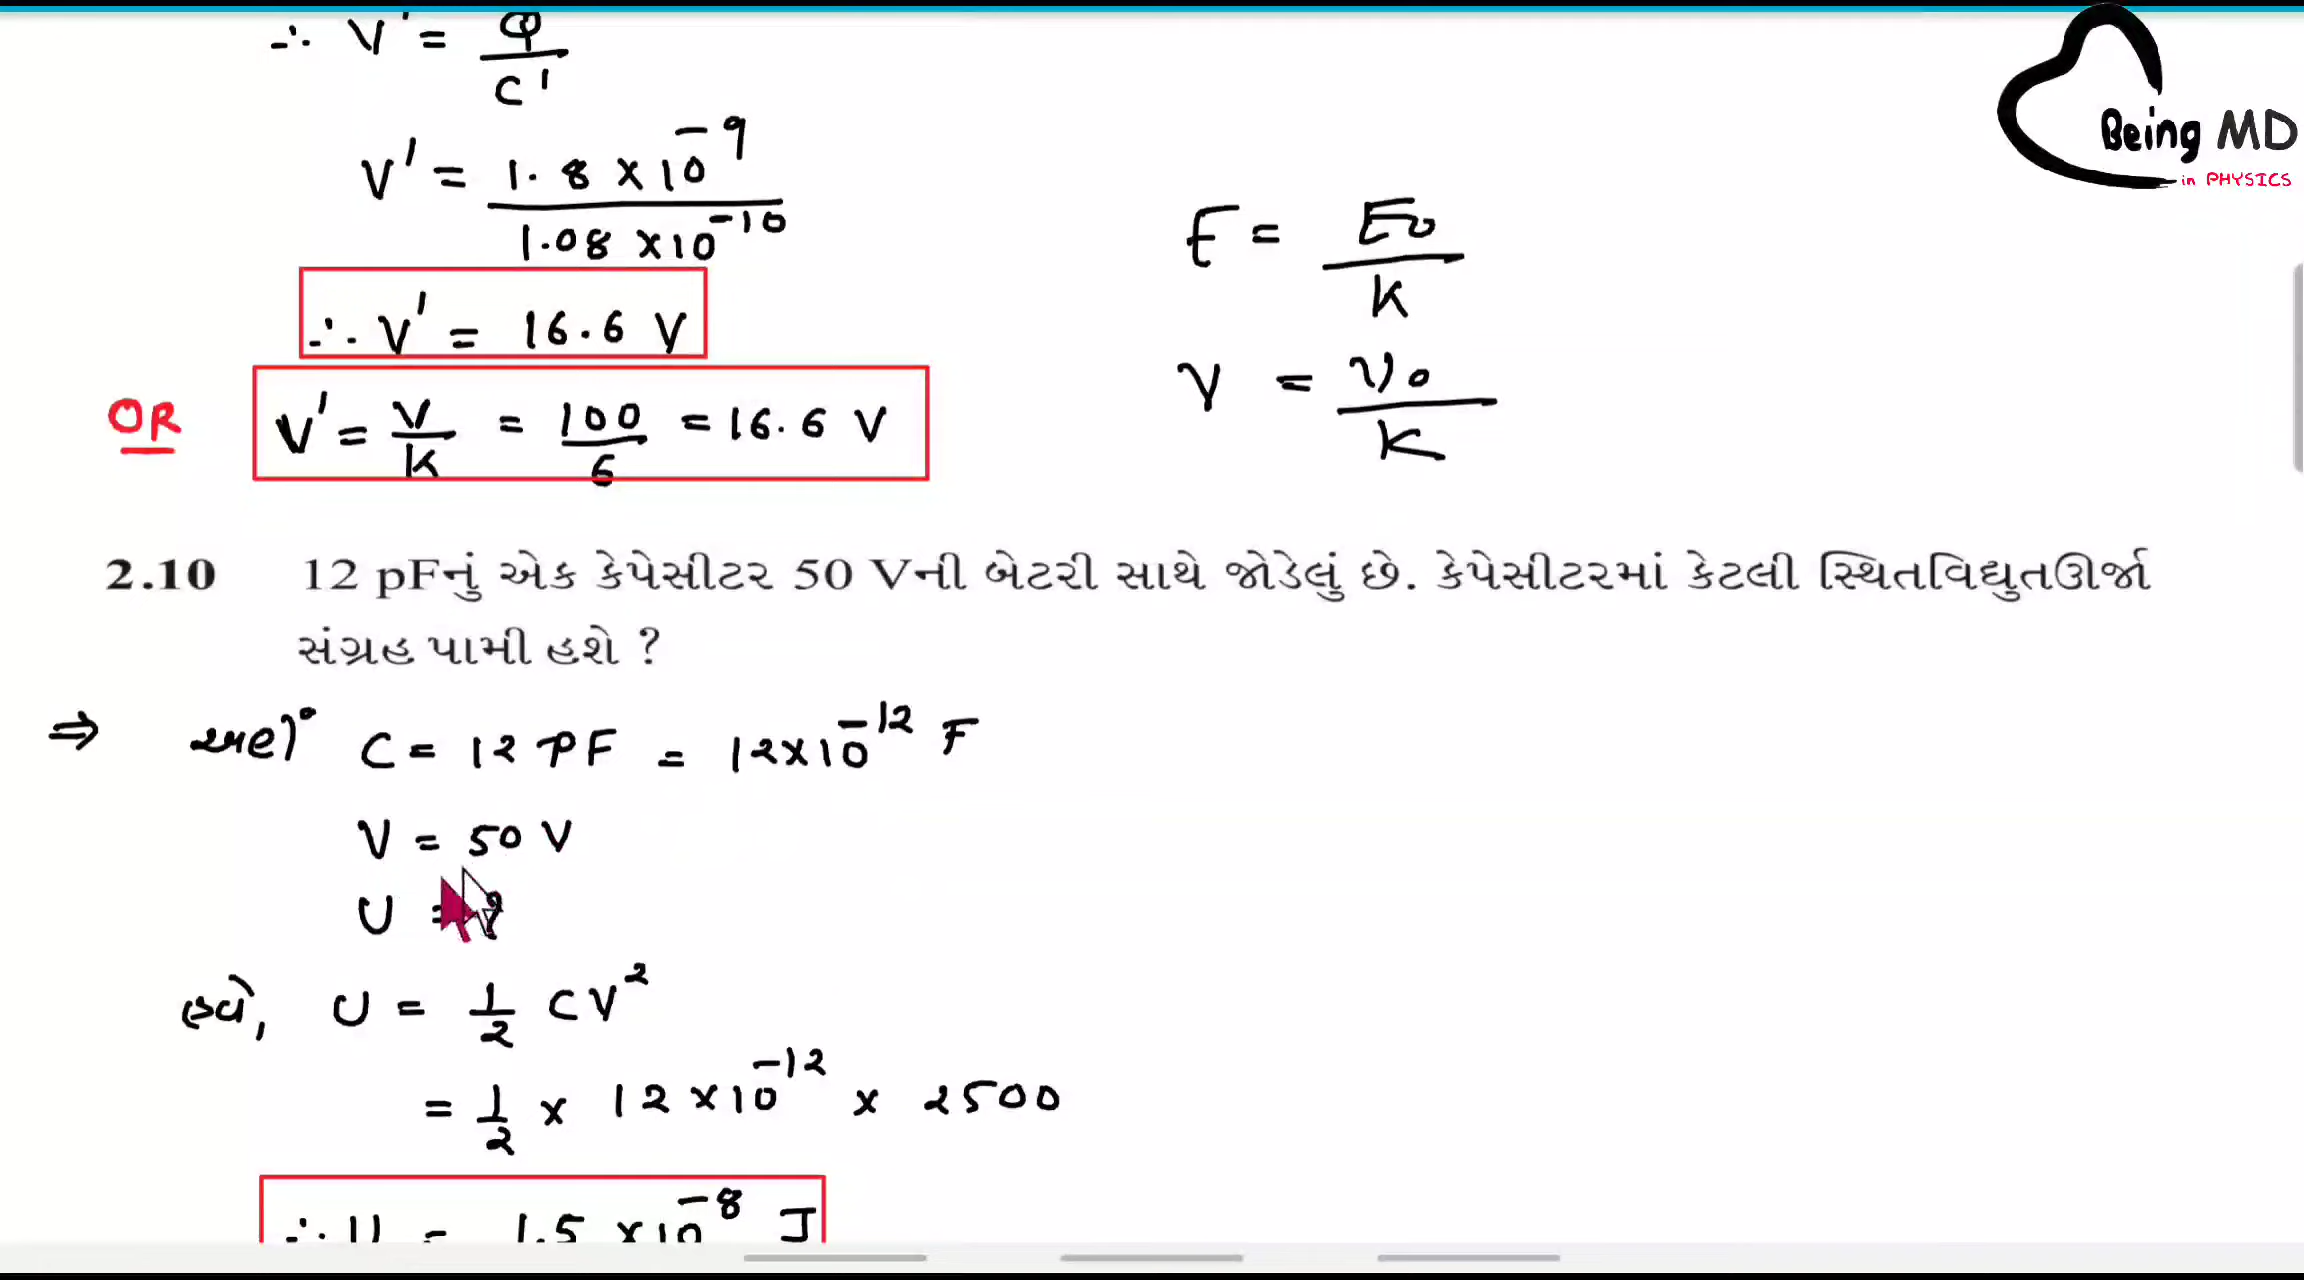 ∴ V' = Q / C'
V' = 1.8 × 10^-9 / 1.08 × 10^-10
∴ V' = 16.6 V
OR V' = V/K = 100/6 = 16.6 V
E = E0/K
V = V0/K
Being MD
in PHYSICS
2.10 12 pFનું એક કેપેસીટર 50 Vની બેટરી સાથે જોડેલું છે. કેપેસીટરમાં કેટલી સ્થિતવિદ્યુતઊર્જા
સંગ્રહ પામી હશે ?
⇒ અહીં C = 12 PF = 12×10^-12 F
V = 50 V
U = ?
હવે, U = 1/2 CV^2
= 1/2 × 12 ×10^-12 × 2500
∴ U = 1.5 ×10^-8 J